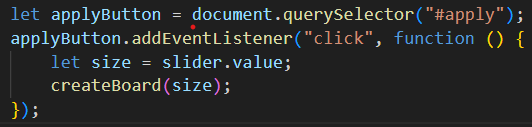 let applyButton = document.querySelector("#apply");
applyButton.addEventListener("click", function () {
    let size = slider.value;
    createBoard(size);
});